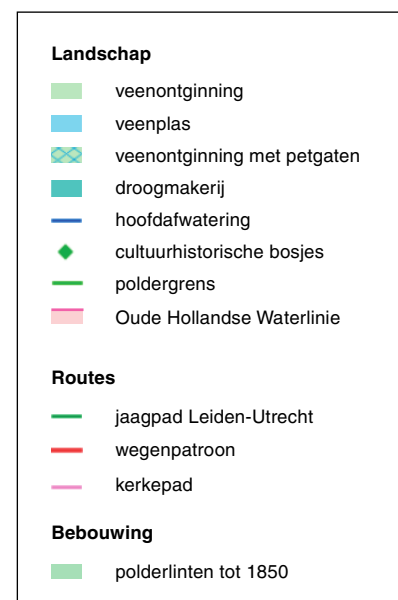 Landschap
veenontginning
veenplas
veenontginning met petgaten
droogmakerij
hoofdafwatering
cultuurhistorische bosjes
poldergrens
Oude Hollandse Waterlinie
Routes
jaagpad Leiden-Utrecht
wegenpatroon
kerkepad
Bebouwing
polderlinten tot 1850